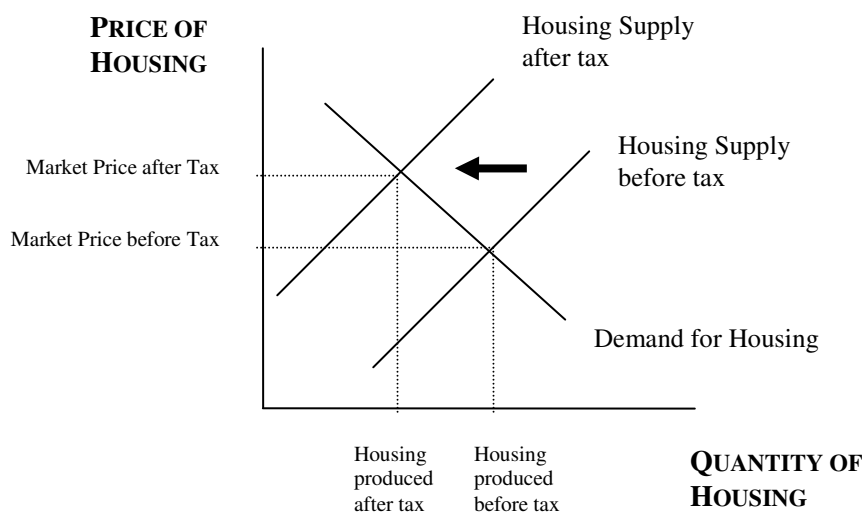 PRICE OF
HOUSING
Housing Supply
after tax
Housing Supply
before tax
Market Price after Tax
Market Price before Tax
Demand for Housing
Housing
produced
after tax
Housing
produced
before tax
QUANTITY OF
HOUSING